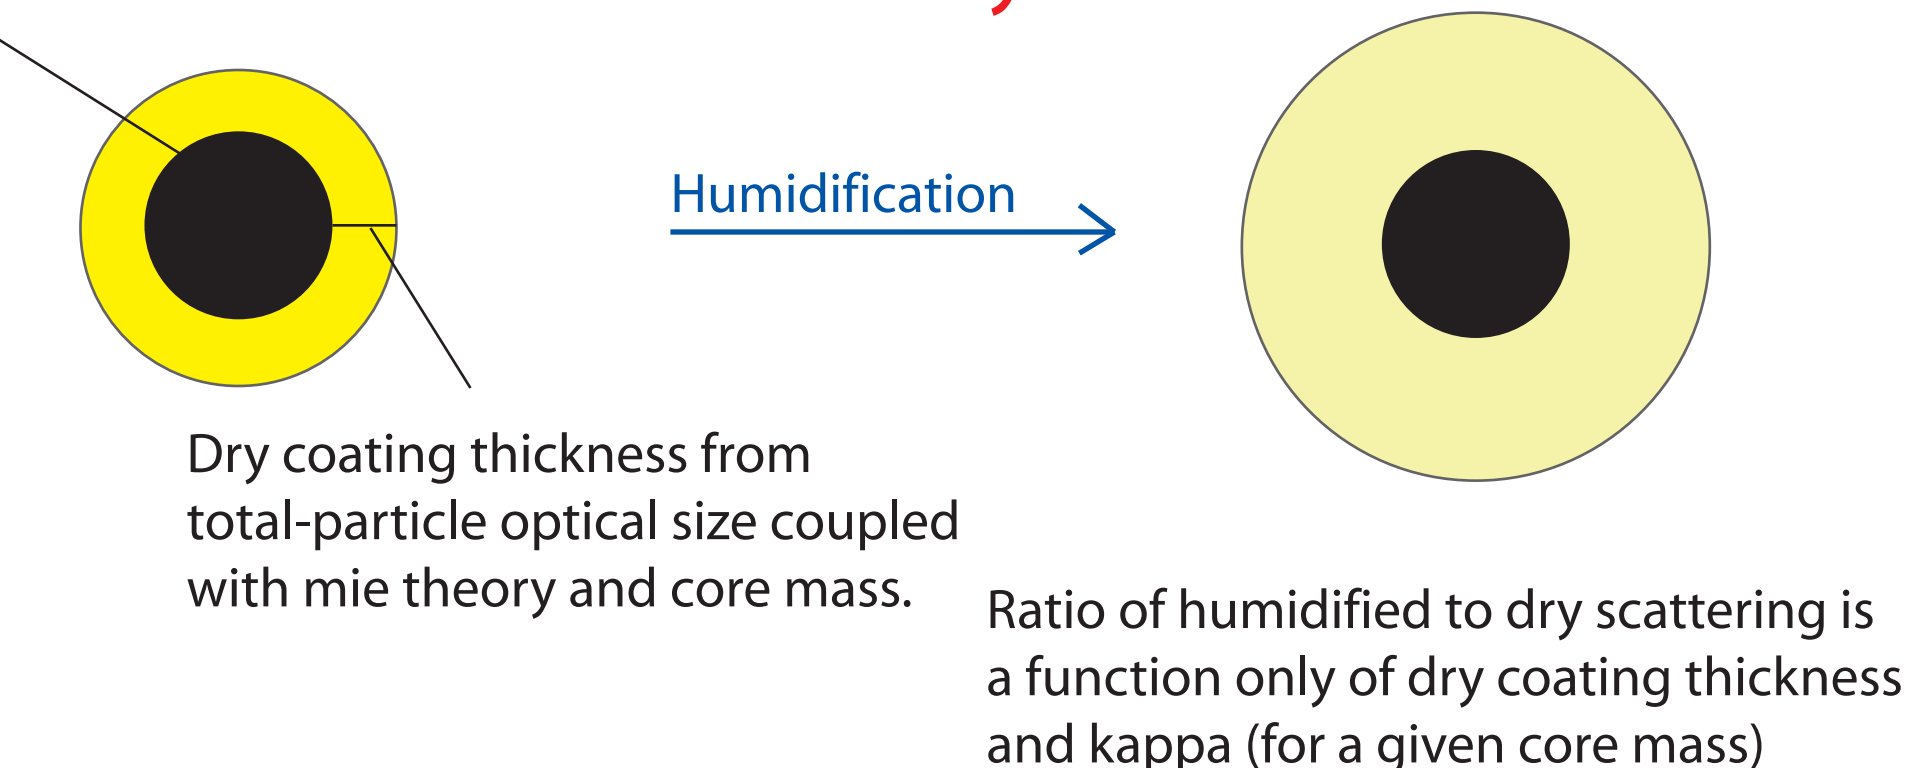 Humidification
Dry coating thickness from
total-particle optical size coupled
with mie theory and core mass.
Ratio of humidified to dry scattering is
a function only of dry coating thickness
and kappa (for a given core mass)